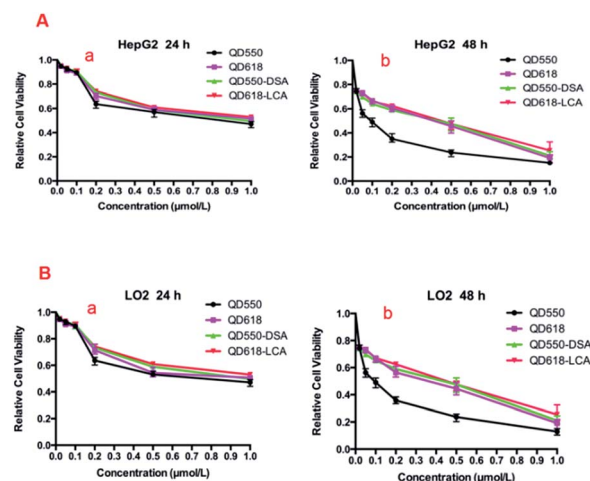 A
a
HepG2 24 h
QD550
QD618
QD550-DSA
QD618-LCA
Relative Cell Viability
1.0
0.8
0.6
0.4
0.2
0.0
0.0 0.1 0.2 0.3 0.4 0.5 0.6 0.7 0.8 0.9 1.0
Concentration (μmol/L)
b
HepG2 48 h
QD550
QD618
QD550-DSA
QD618-LCA
Relative Cell Viability
1.0
0.8
0.6
0.4
0.2
0.0
0.0 0.1 0.2 0.3 0.4 0.5 0.6 0.7 0.8 0.9 1.0
Concentration (μmol/L)
B
a
LO2 24 h
QD550
QD618
QD550-DSA
QD618-LCA
Relative Cell Viability
1.0
0.8
0.6
0.4
0.2
0.0
0.0 0.1 0.2 0.3 0.4 0.5 0.6 0.7 0.8 0.9 1.0
Concentration (μmol/L)
b
LO2 48 h
QD550
QD618
QD550-DSA
QD618-LCA
Relative Cell Viability
1.0
0.8
0.6
0.4
0.2
0.0
0.0 0.1 0.2 0.3 0.4 0.5 0.6 0.7 0.8 0.9 1.0
Concentration (μmol/L)